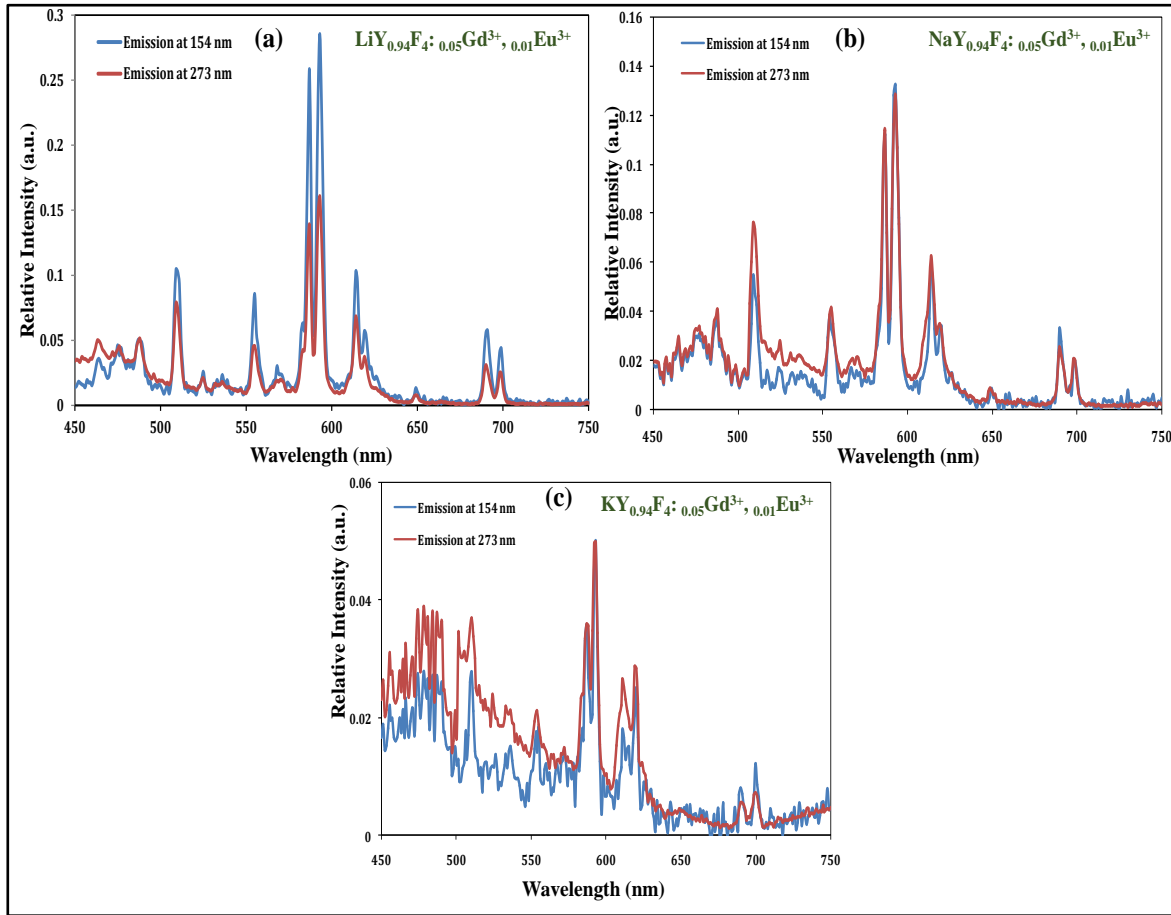 (a)
LiY0.94F4: 0.05Gd3+, 0.01Eu3+
Emission at 154 nm
Emission at 273 nm
Relative Intensity (a.u.)
0.3
0.25
0.2
0.15
0.1
0.05
0
450 500 550 600 650 700 750
Wavelength (nm)
(b)
NaY0.94F4: 0.05Gd3+, 0.01Eu3+
Emission at 154 nm
Emission at 273 nm
Relative Intensity (a.u.)
0.16
0.14
0.12
0.10
0.08
0.06
0.04
0.02
0
450 500 550 600 650 700 750
Wavelength (nm)
(c)
KY0.94F4: 0.05Gd3+, 0.01Eu3+
Emission at 154 nm
Emission at 273 nm
Relative Intensity (a.u.)
0.06
0.04
0.02
0
450 500 550 600 650 700 750
Wavelength (nm)